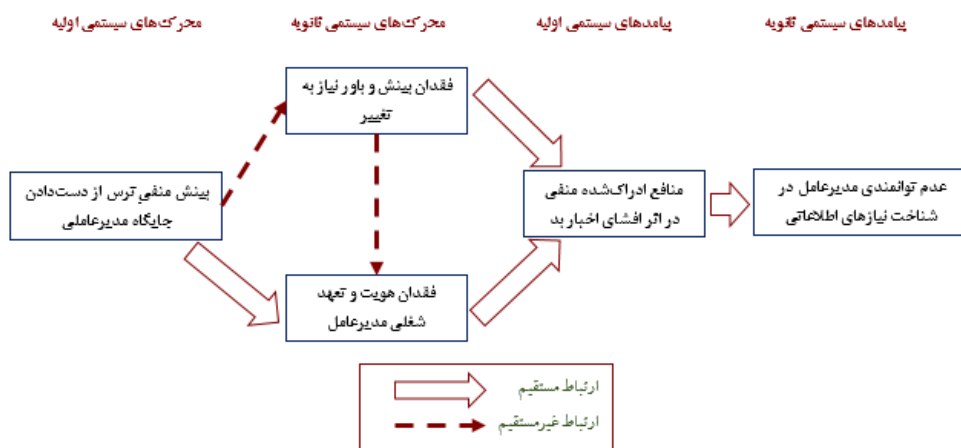 محرک‌های سیستمی اولیه
محرک‌های سیستمی ثانویه
پیامدهای سیستمی اولیه
پیامدهای سیستمی ثانویه
فقدان بینش و باور نیاز به
تغییر
بینش منفی ترس از دست‌دادن
جایگاه مدیرعاملی
منافع ادراک‌شده منفی
در اثر افشای اخبار بد
عدم توانمندی مدیرعامل در
شناخت نیازهای اطلاعاتی
فقدان هویت و تعهد
شغلی مدیرعامل
ارتباط مستقیم
ارتباط غیرمستقیم